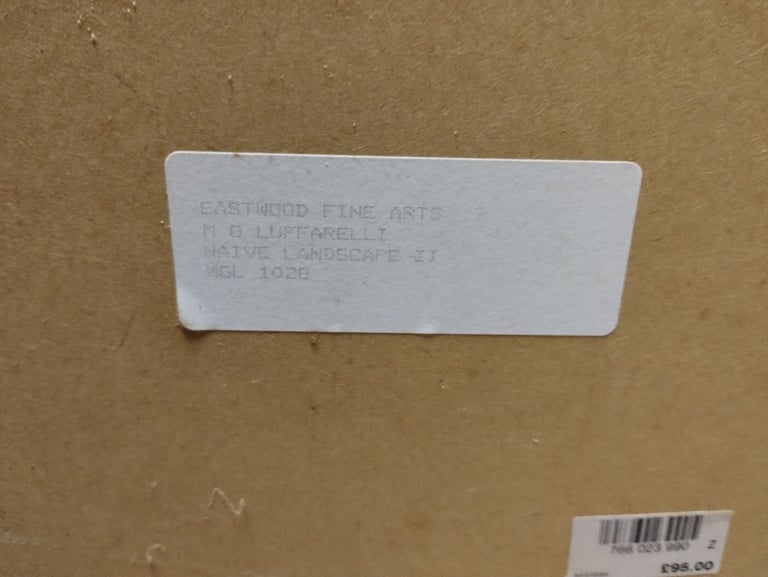 EASTWOOD FINE ARTS
M G LUFFARELLI
NAIVE LANDSCAPE II
MGL 1028
766 023 990 Z
£95.00